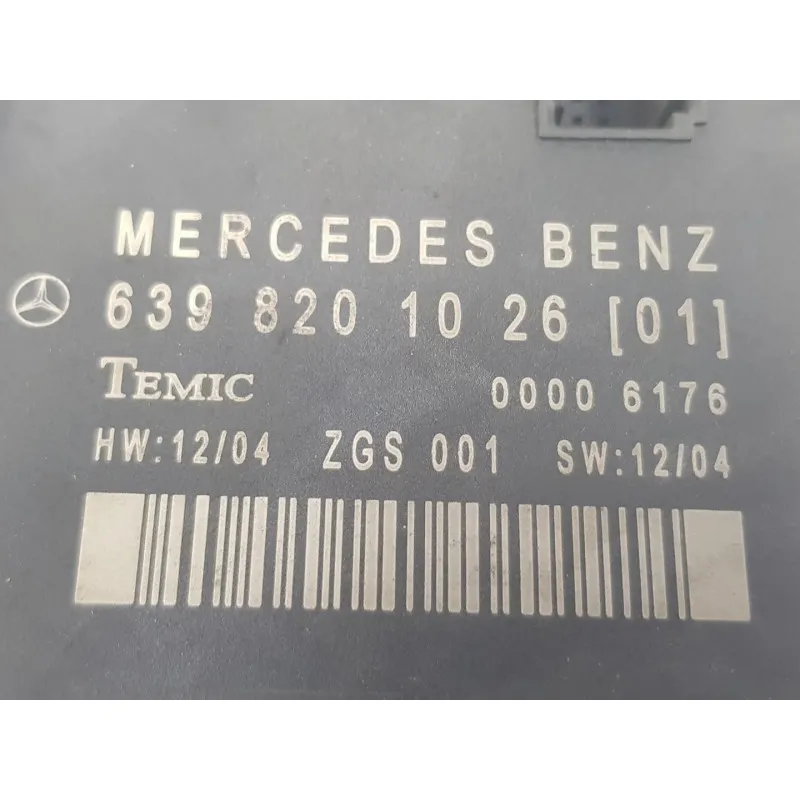 MERCEDES BENZ
639 820 10 26 [01]
TEMIC 0000 6176
HW:12/04 ZGS 001 SW:12/04